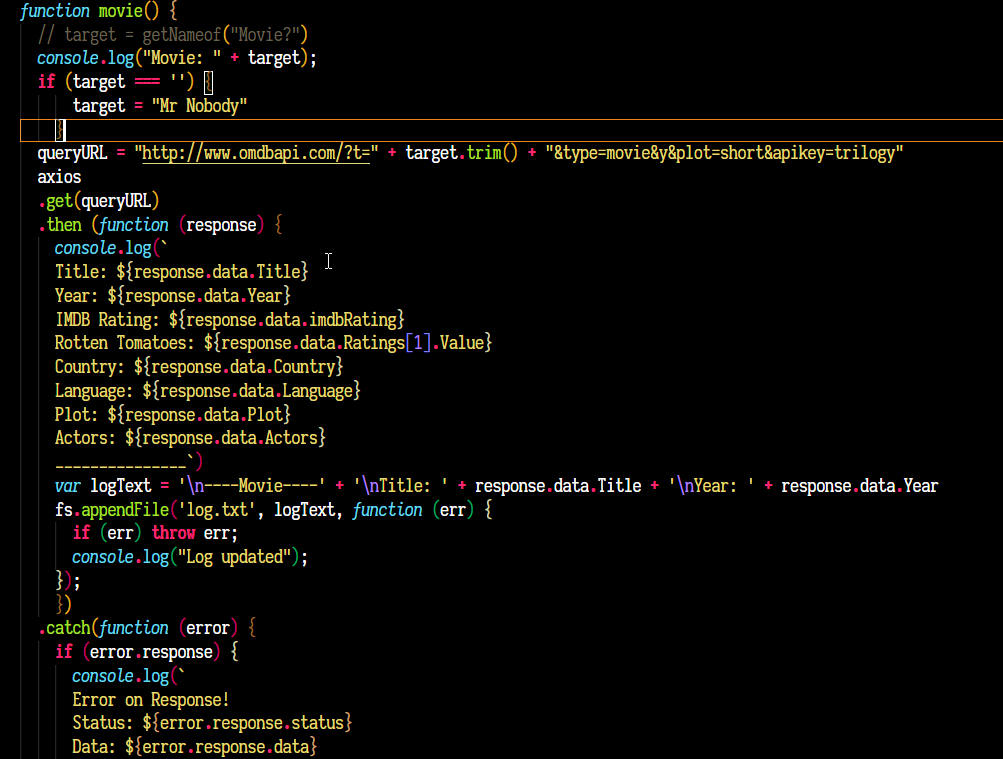 function movie() {
// target = getNameof("Movie?")
console.log("Movie: " + target);
if (target === '') {
target = "Mr Nobody"
}
queryURL = "http://www.omdbapi.com/?t=" + target.trim() + "&type=movie&y&plot=short&apikey=trilogy"
axios
.get(queryURL)
.then (function (response) {
console.log(`
Title: ${response.data.Title}
Year: ${response.data.Year}
IMDB Rating: ${response.data.imdbRating}
Rotten Tomatoes: ${response.data.Ratings[1].Value}
Country: ${response.data.Country}
Language: ${response.data.Language}
Plot: ${response.data.Plot}
Actors: ${response.data.Actors}
_______________`)
var logText = '\n----Movie----' + '\nTitle: ' + response.data.Title + '\nYear: ' + response.data.Year
fs.appendFile('log.txt', logText, function (err) {
if (err) throw err;
console.log("Log updated");
});
})
.catch(function (error) {
if (error.response) {
console.log(`
Error on Response!
Status: ${error.response.status}
Data: ${error.response.data}